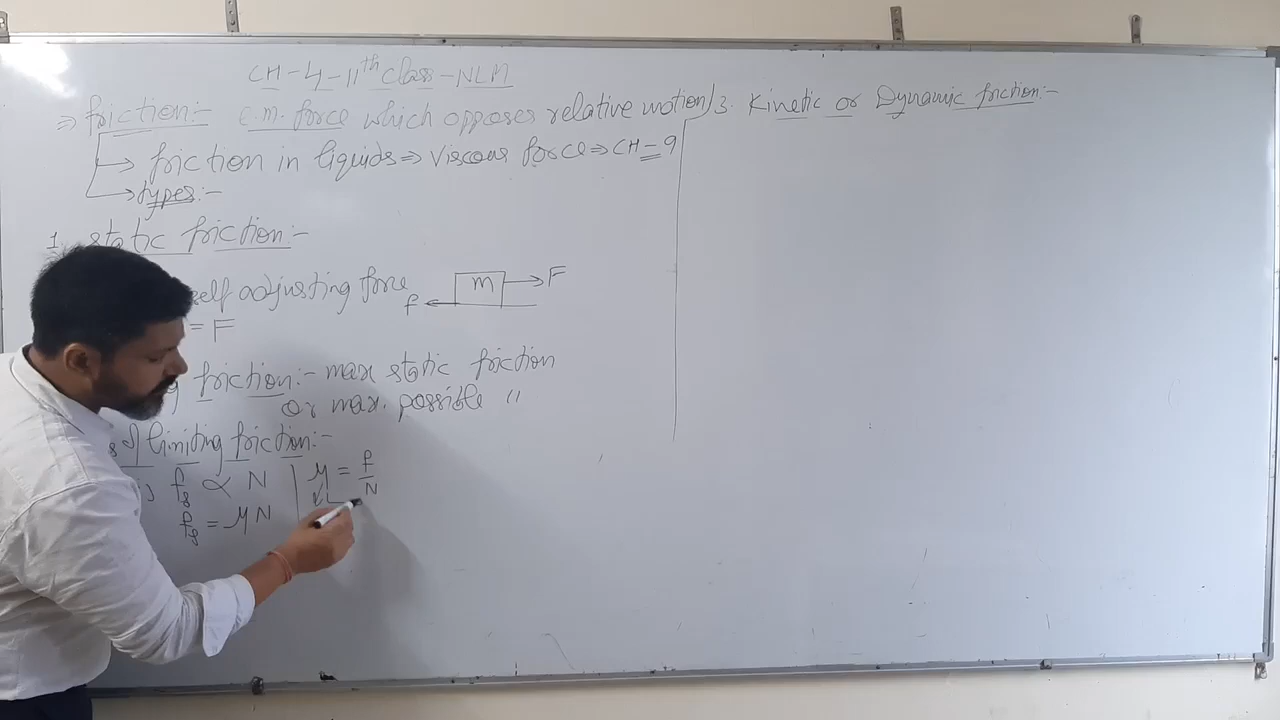 CH-4-11th class-NLM
⇒ friction:- E.M. force which opposes relative motion/
→ friction in liquids ⇒ Viscous force ⇒ CH=9
→ types:-
1. static friction:-
self adjusting force
f m F
= F
friction:- max static friction
or max. possible "
of limiting friction:-
fs ∝ N
fs = μN
μ = f/N
3. Kinetic or Dynamic friction:-